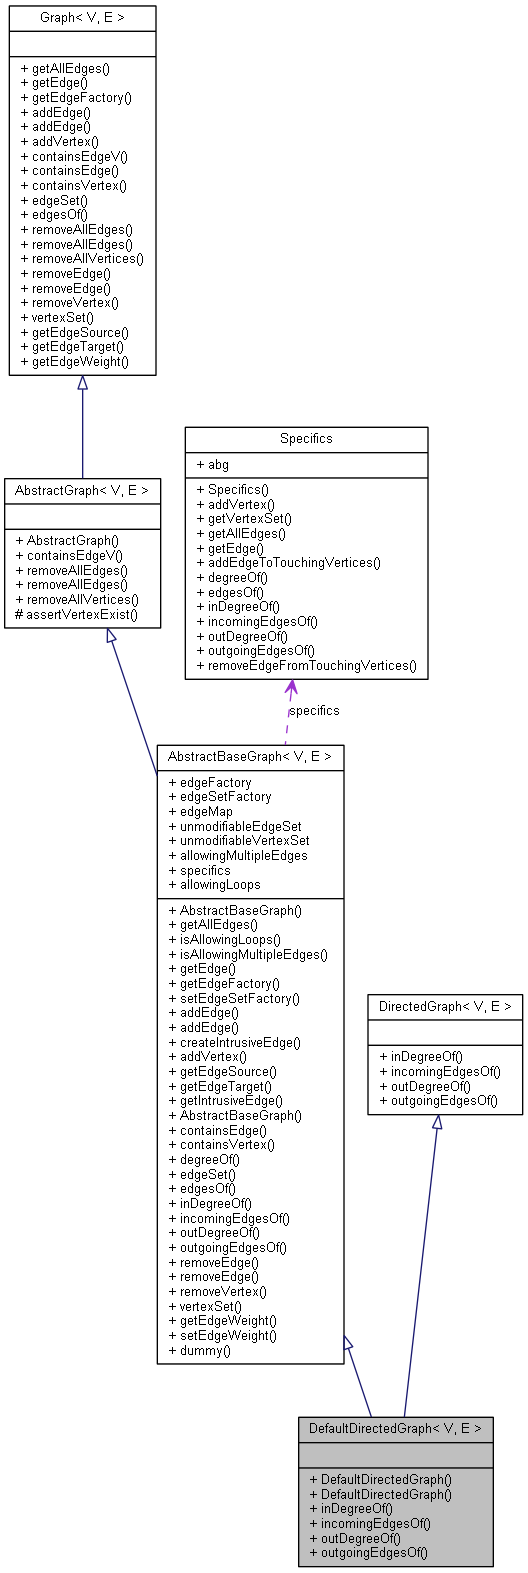 Graph< V, E >
+ getAllEdges()
+ getEdge()
+ getEdgeFactory()
+ addEdge()
+ addEdge()
+ addVertex()
+ containsEdgeV()
+ containsEdge()
+ containsVertex()
+ edgeSet()
+ edgesOf()
+ removeAllEdges()
+ removeAllEdges()
+ removeAllVertices()
+ removeEdge()
+ removeEdge()
+ removeVertex()
+ vertexSet()
+ getEdgeSource()
+ getEdgeTarget()
+ getEdgeWeight()
Specifics
+ abg
+ Specifics()
+ addVertex()
+ getVertexSet()
+ getAllEdges()
+ getEdge()
+ addEdgeToTouchingVertices()
+ degreeOf()
+ edgesOf()
+ inDegreeOf()
+ incomingEdgesOf()
+ outDegreeOf()
+ outgoingEdgesOf()
+ removeEdgeFromTouchingVertices()
AbstractGraph< V, E >
+ AbstractGraph()
+ containsEdgeV()
+ removeAllEdges()
+ removeAllEdges()
+ removeAllVertices()
# assertVertexExist()
specifics
AbstractBaseGraph< V, E >
+ edgeFactory
+ edgeSetFactory
+ edgeMap
+ unmodifiableEdgeSet
+ unmodifiableVertexSet
+ allowingMultipleEdges
+ specifics
+ allowingLoops
+ AbstractBaseGraph()
+ getAllEdges()
+ isAllowingLoops()
+ isAllowingMultipleEdges()
+ getEdge()
+ getEdgeFactory()
+ setEdgeSetFactory()
+ addEdge()
+ addEdge()
+ createIntrusiveEdge()
+ addVertex()
+ getEdgeSource()
+ getEdgeTarget()
+ getIntrusiveEdge()
+ AbstractBaseGraph()
+ containsEdge()
+ containsVertex()
+ degreeOf()
+ edgeSet()
+ edgesOf()
+ inDegreeOf()
+ incomingEdgesOf()
+ outDegreeOf()
+ outgoingEdgesOf()
+ removeEdge()
+ removeEdge()
+ removeVertex()
+ vertexSet()
+ getEdgeWeight()
+ setEdgeWeight()
+ dummy()
DirectedGraph< V, E >
+ inDegreeOf()
+ incomingEdgesOf()
+ outDegreeOf()
+ outgoingEdgesOf()
DefaultDirectedGraph< V, E >
+ DefaultDirectedGraph()
+ DefaultDirectedGraph()
+ inDegreeOf()
+ incomingEdgesOf()
+ outDegreeOf()
+ outgoingEdgesOf()